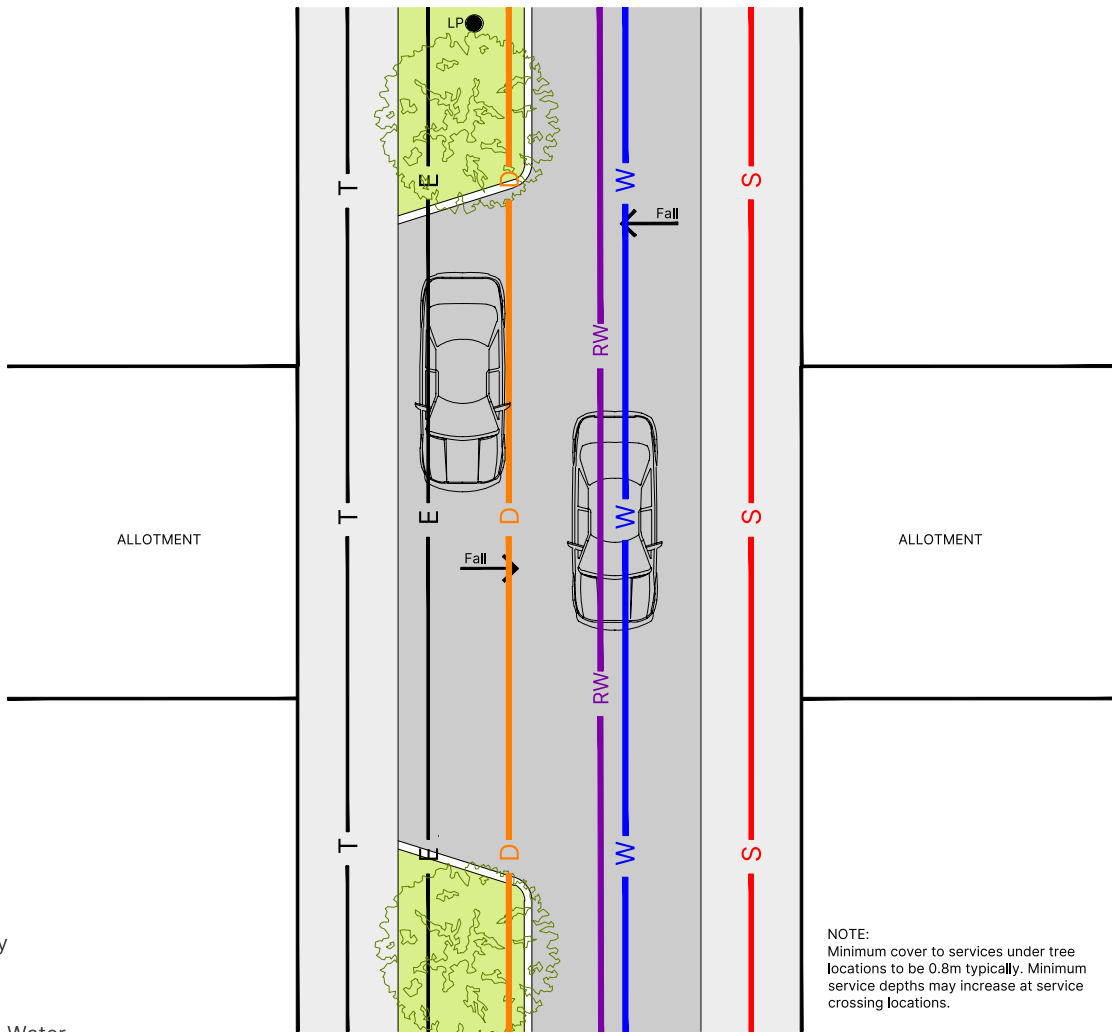 LP
T
E
D
W
S
Fall
RW
T
E
D
W
S
ALLOTMENT
ALLOTMENT
Fall
RW
T
E
D
W
S
y
NOTE:
Minimum cover to services under tree
locations to be 0.8m typically. Minimum
service depths may increase at service
crossing locations.
Water